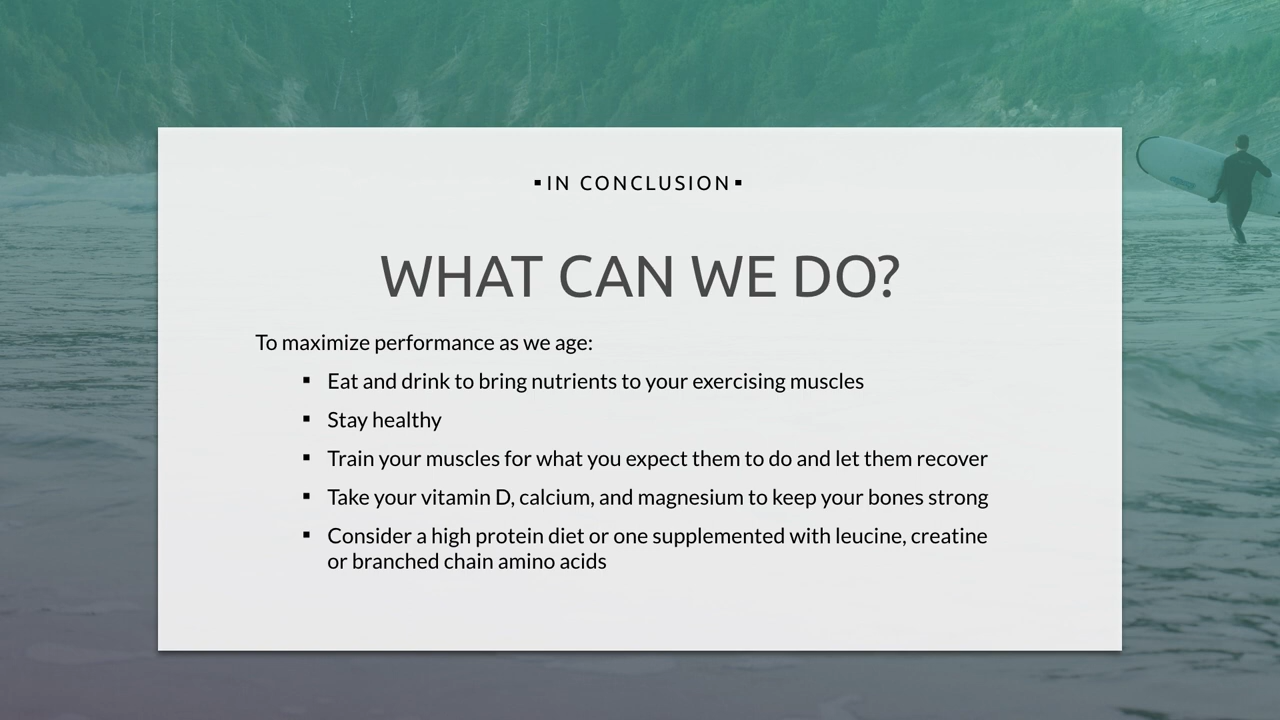 ▪IN CONCLUSION▪
WHAT CAN WE DO?
To maximize performance as we age:
▪ Eat and drink to bring nutrients to your exercising muscles
▪ Stay healthy
▪ Train your muscles for what you expect them to do and let them recover
▪ Take your vitamin D, calcium, and magnesium to keep your bones strong
▪ Consider a high protein diet or one supplemented with leucine, creatine
or branched chain amino acids